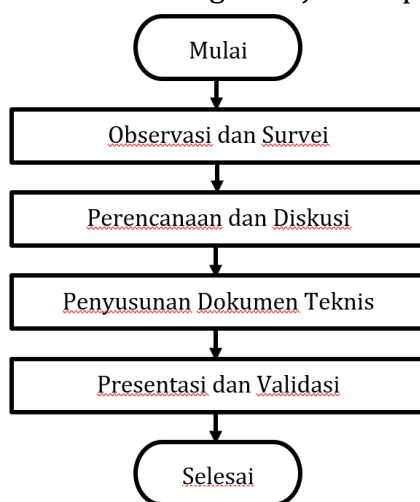 Mulai
Observasi dan Survei
Perencanaan dan Diskusi
Penyusunan Dokumen Teknis
Presentasi dan Validasi
Selesai